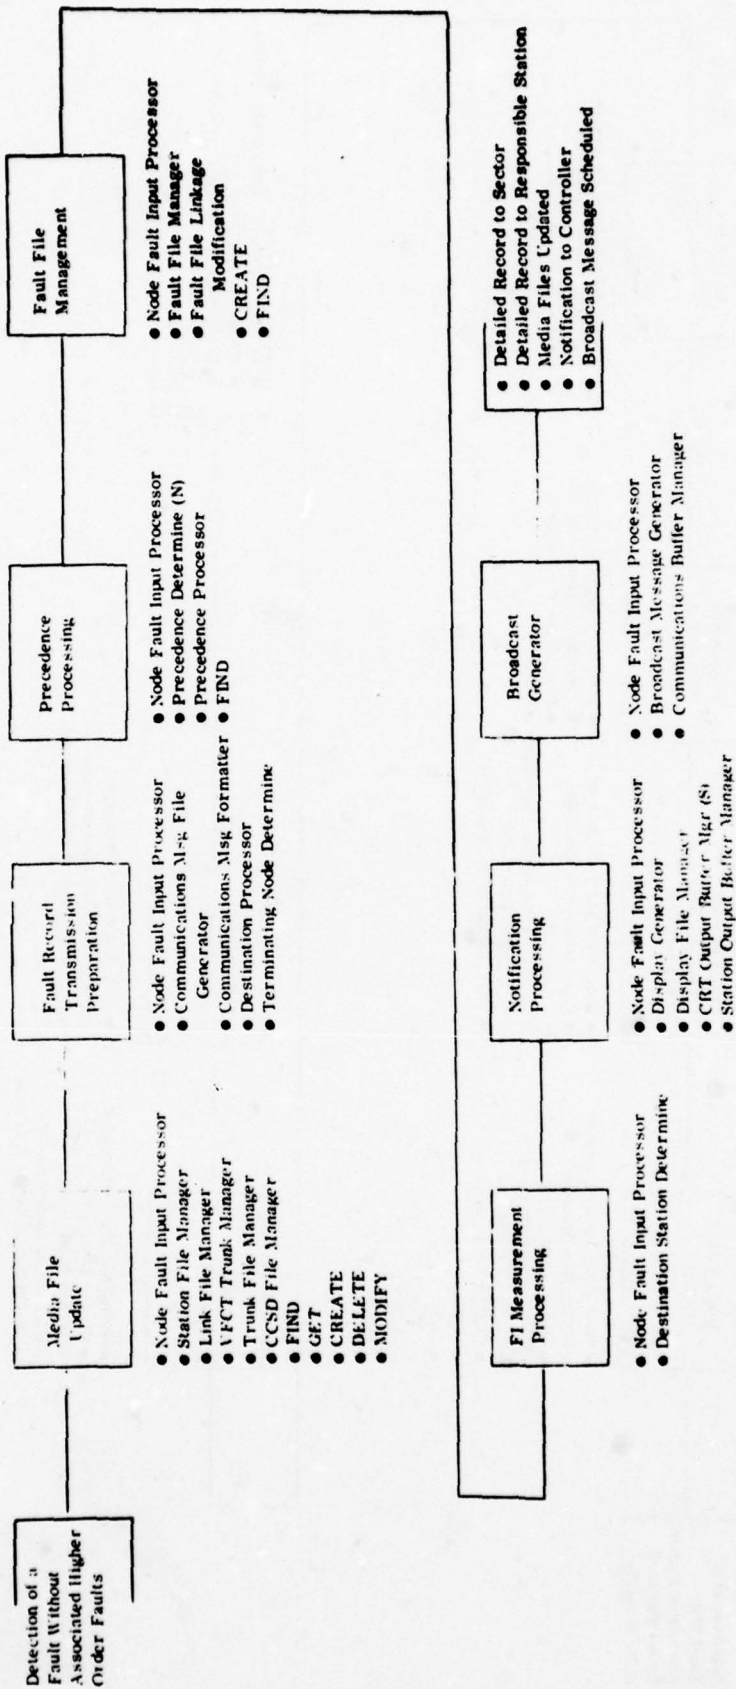 Detection of a
Fault Without
Associated Higher
Order Faults
Media File
Update
● Node Fault Input Processor
● Station File Manager
● Link File Manager
● VFCT Trunk Manager
● Trunk File Manager
● CCSD File Manager
● FIND
● GET
● CREATE
● DELETE
● MODIFY
Fault Record
Transmission
Preparation
● Node Fault Input Processor
● Communications Msg File
Generator
● Communications Msg Formatter
● Destination Processor
● Terminating Node Determine
Precedence
Processing
● Node Fault Input Processor
● Precedence Determine (N)
● Precedence Processor
● FIND
Fault File
Management
● Node Fault Input Processor
● Fault File Manager
● Fault File Linkage
Modification
● CREATE
● FIND
FI Measurement
Processing
● Node Fault Input Processor
● Destination Station Determine
Notification
Processing
● Node Fault Input Processor
● Display Generator
● Display File Manager
● CRT Output Buffer Mgr (S)
● Station Output Buffer Manager
Broadcast
Generator
● Node Fault Input Processor
● Broadcast Message Generator
● Communications Buffer Manager
● Detailed Record to Sector
● Detailed Record to Responsible Station
● Media Files Updated
● Notification to Controller
● Broadcast Message Scheduled